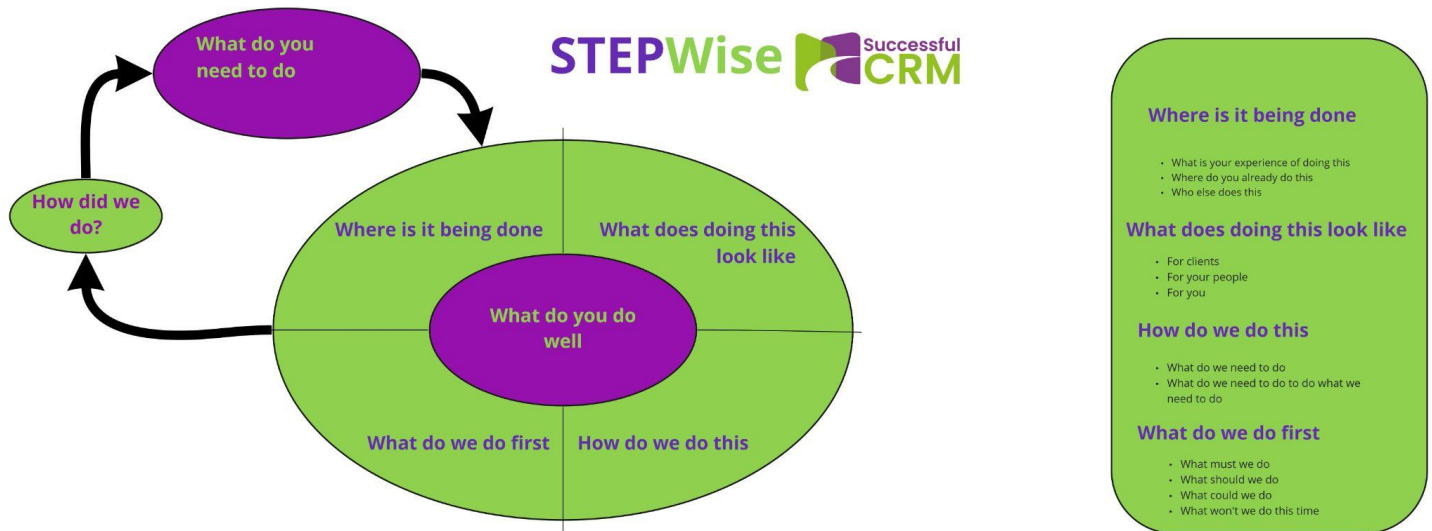 What do you
need to do
STEPWise
Successful
CRM
How did we
do?
Where is it being done
What does doing this
look like
What do you do
well
What do we do first
How do we do this
Where is it being done
• What is your experience of doing this
• Where do you already do this
• Who else does this
What does doing this look like
• For clients
• For your people
• For you
How do we do this
• What do we need to do
• What do we need to do to do what we
need to do
What do we do first
• What must we do
• What should we do
• What could we do
• What won't we do this time